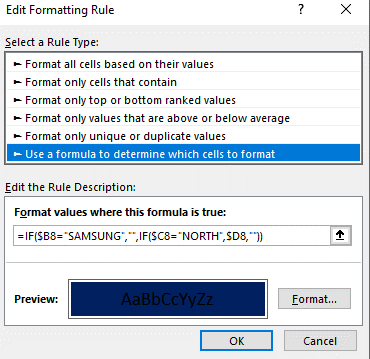 Edit Formatting Rule
?
Select a Rule Type:
► Format all cells based on their values
► Format only cells that contain
► Format only top or bottom ranked values
► Format only values that are above or below average
► Format only unique or duplicate values
► Use a formula to determine which cells to format
Edit the Rule Description:
Format values where this formula is true:
=IF($B8="SAMSUNG","",IF($C8="NORTH",$D8,""))
Preview: AaBbCcYyZz Format...
OK Cancel